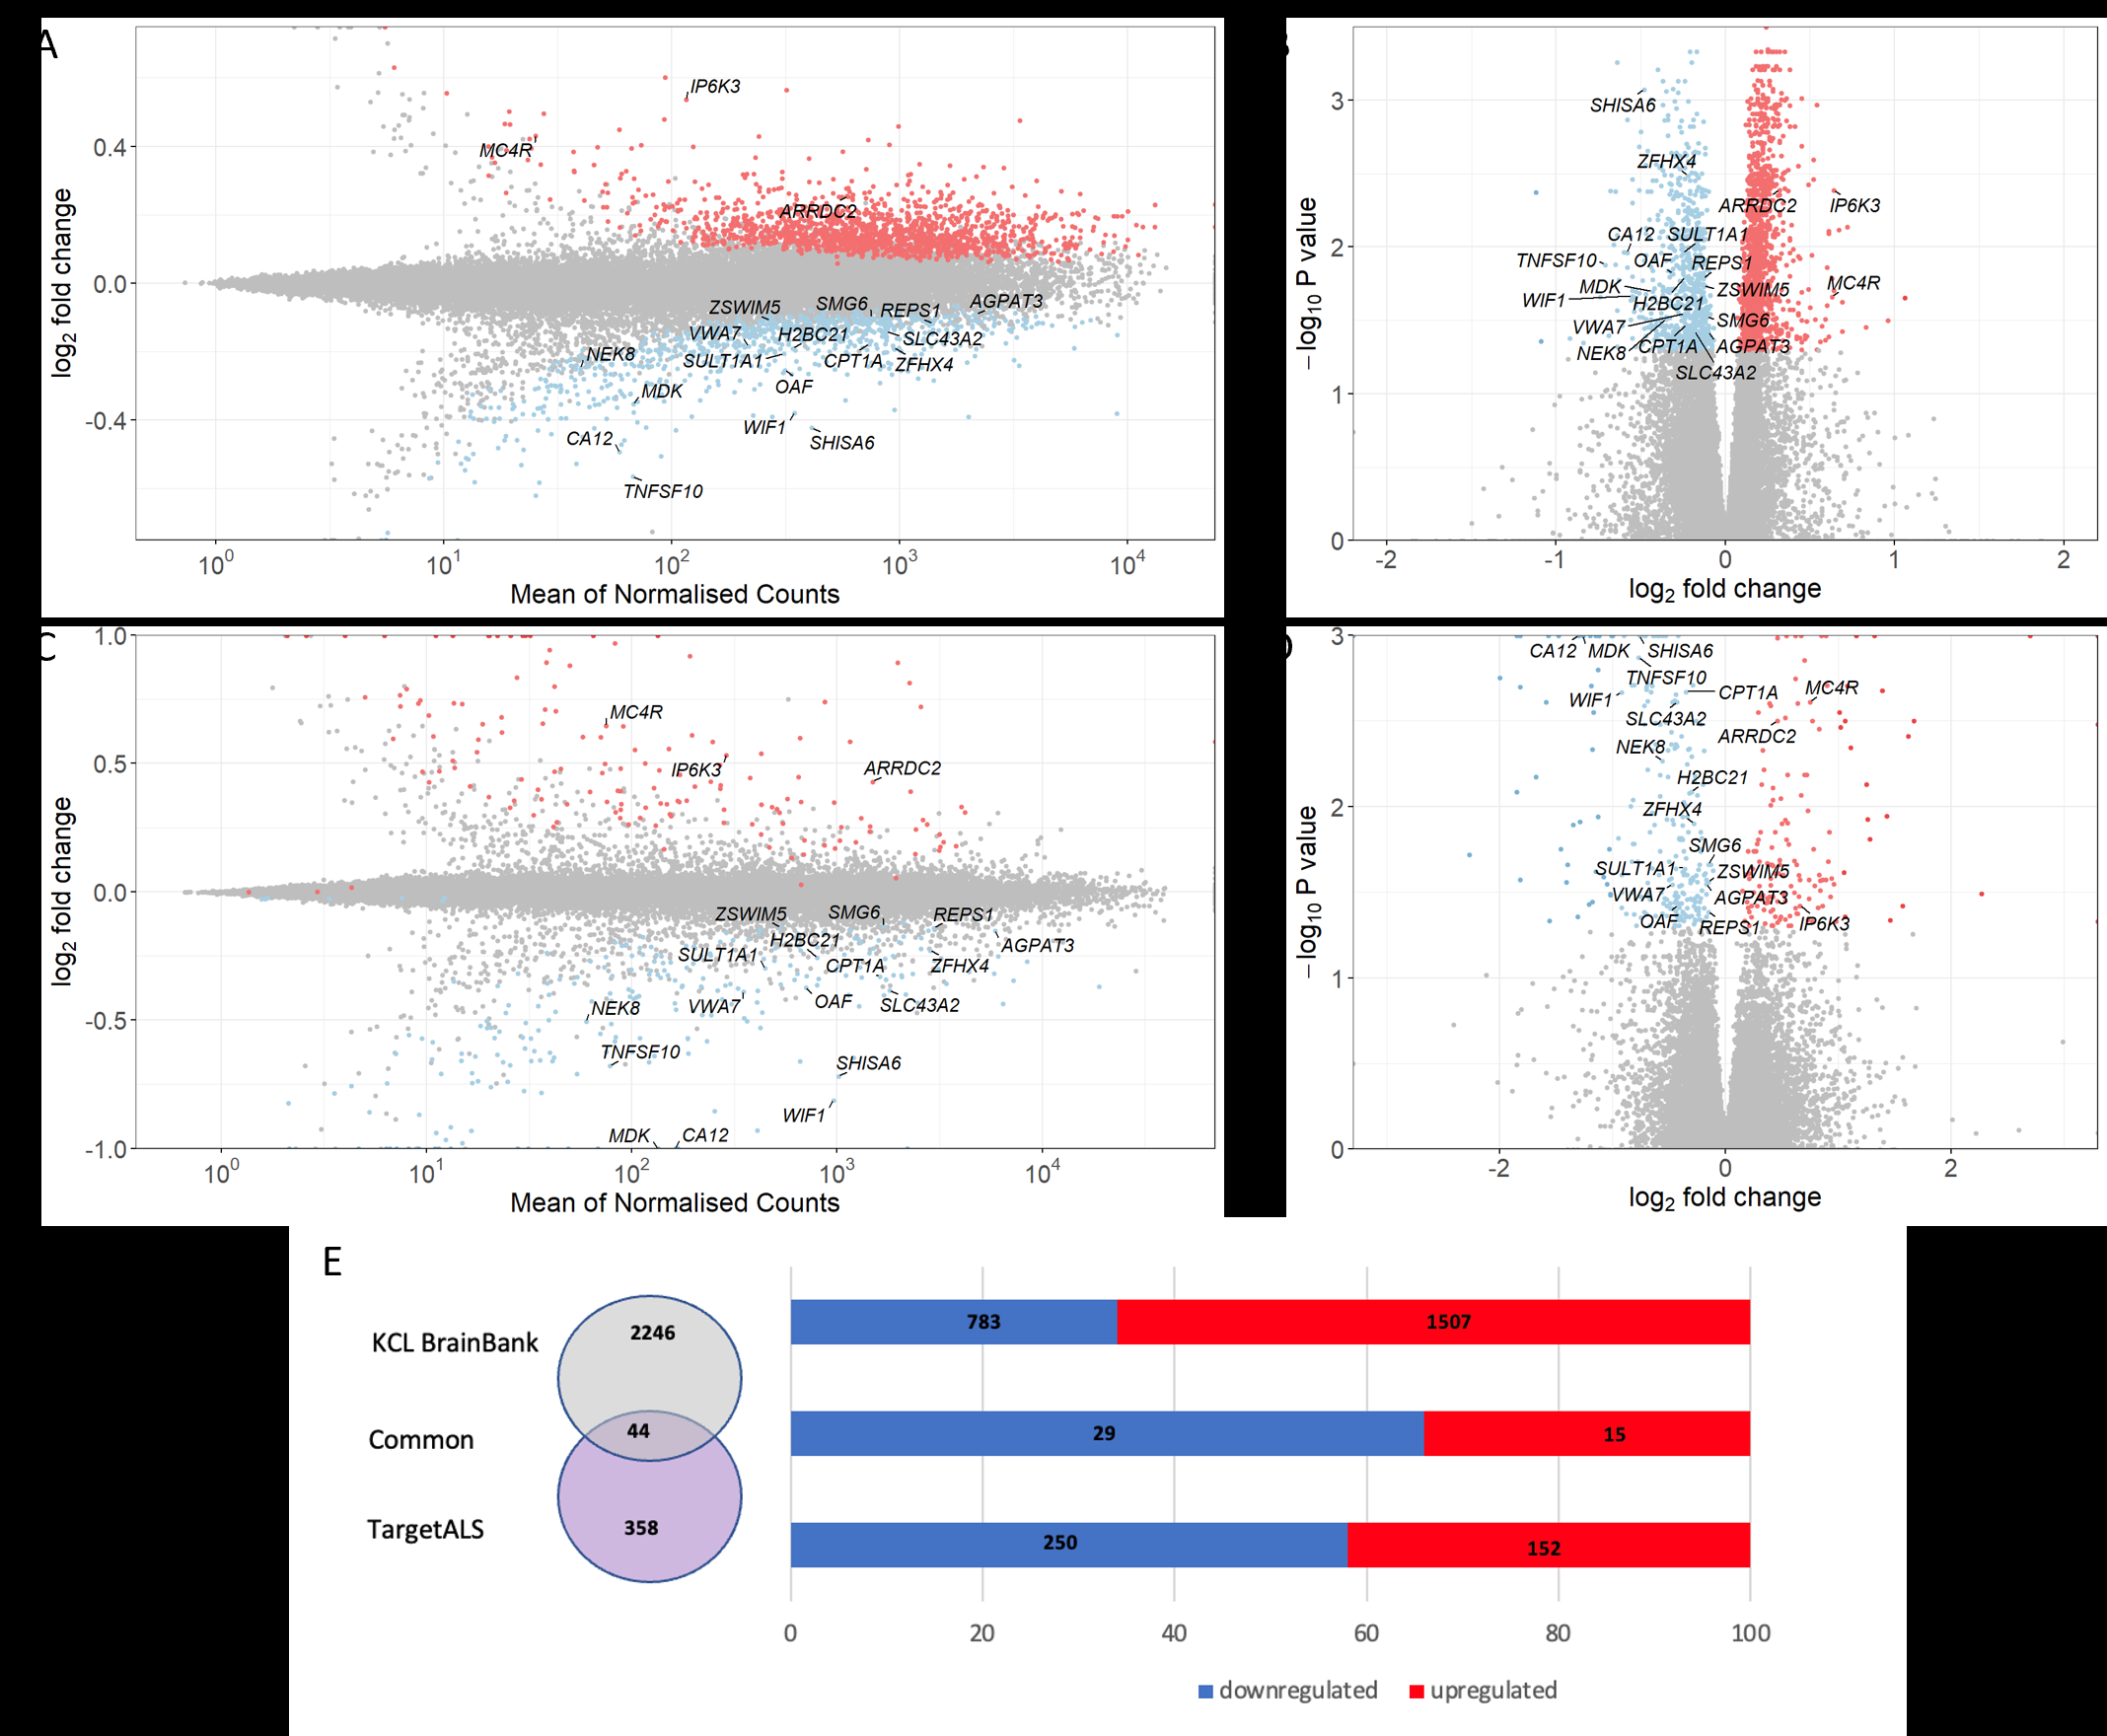 A
IP6K3
MC4R
ARRDC2
ZSWIM5 SMG6 REPS1 AGPAT3
VWA7 H2BC21 SLC43A2
NEK8 SULT1A1 CPT1A ZFHX4
MDK OAF
WIF1
CA12 SHISA6
TNFSF10
0.4
0.0
-0.4
log2 fold change
10^0 10^1 10^2 10^3 10^4
Mean of Normalised Counts
SHISA6
ZFHX4
ARRDC2 IP6K3
CA12 SULT1A1
TNFSF10 OAF REPS1
MDK ZSWIM5 MC4R
WIF1 H2BC21
VWA7 SMG6
NEK8 CPT1A AGPAT3
SLC43A2
3
2
1
0
−log10 P value
-2 -1 0 1 2
log2 fold change
C
1.0
0.5
0.0
-0.5
-1.0
log2 fold change
MC4R
IP6K3 ARRDC2
ZSWIM5 SMG6 REPS1
H2BC21 AGPAT3
SULT1A1 CPT1A ZFHX4
NEK8 VWA7 OAF SLC43A2
TNFSF10
SHISA6
WIF1
MDK CA12
10^0 10^1 10^2 10^3 10^4
Mean of Normalised Counts
3
2
1
0
−log10 P value
CA12 MDK SHISA6
TNFSF10
WIF1 CPT1A MC4R
SLC43A2
NEK8 ARRDC2
H2BC21
ZFHX4
SMG6
SULT1A1 ZSWIM5
VWA7 AGPAT3
OAF REPS1 IP6K3
-2 0 2
log2 fold change
E
KCL BrainBank 2246 783 1507
Common 44 29 15
TargetALS 358 250 152
0 20 40 60 80 100
downregulated upregulated